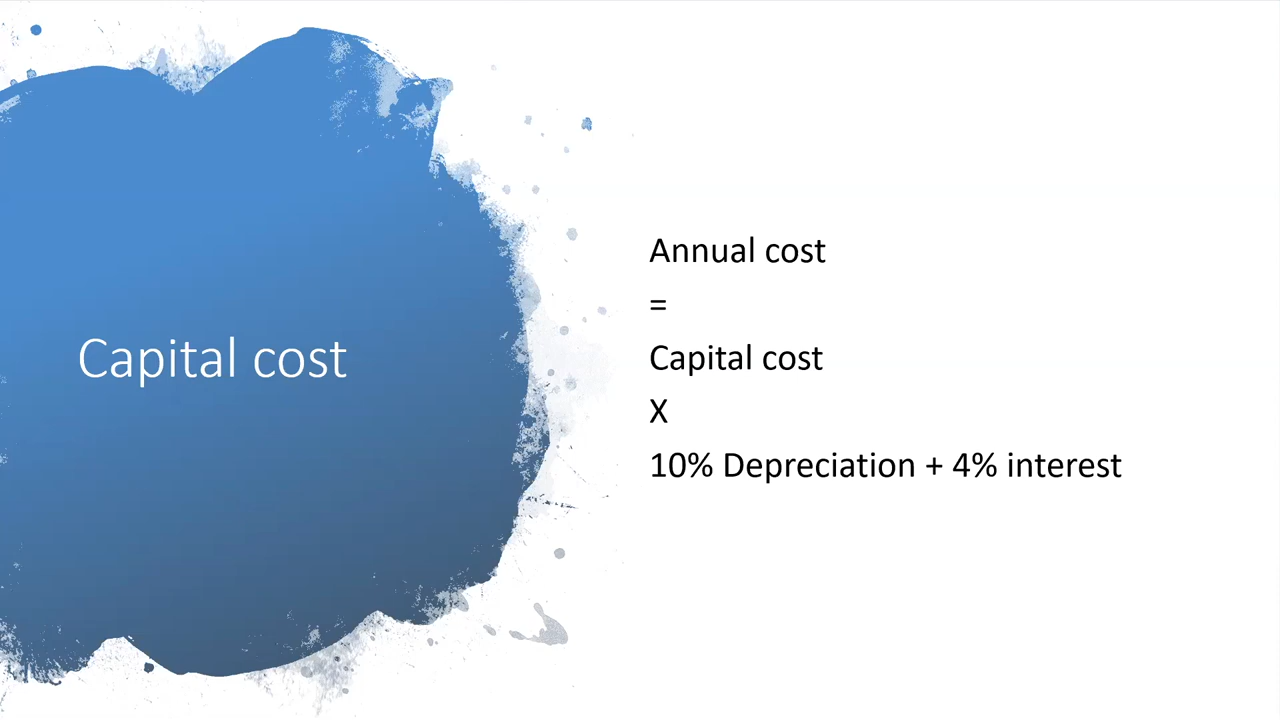 Capital cost
Annual cost
=
Capital cost
X
10% Depreciation + 4% interest